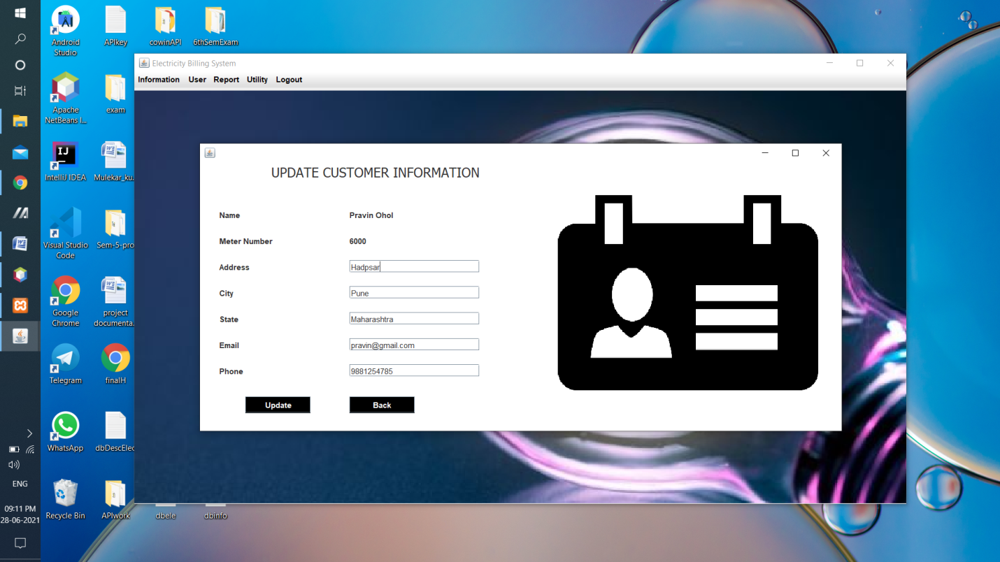 Android
Studio
APIkey
cowinAPI
6thSemExam
Apache
NetBeans I...
exam
IJ
IntelliJ IDEA
Mulekar_ku...
Visual Studio
Code
Sem-5-pro
Google
Chrome
project
documenta...
Telegram
finalH
WhatsApp
dbDescElec
Recycle Bin
APIwork
dbele
dbinfo
ENG
09:11 PM
28-06-2021
Electricity Billing System
Information User Report Utility Logout
UPDATE CUSTOMER INFORMATION
Name Pravin Ohol
Meter Number 6000
Address Hadpsar
City Pune
State Maharashtra
Email pravin@gmail.com
Phone 9881254785
Update Back